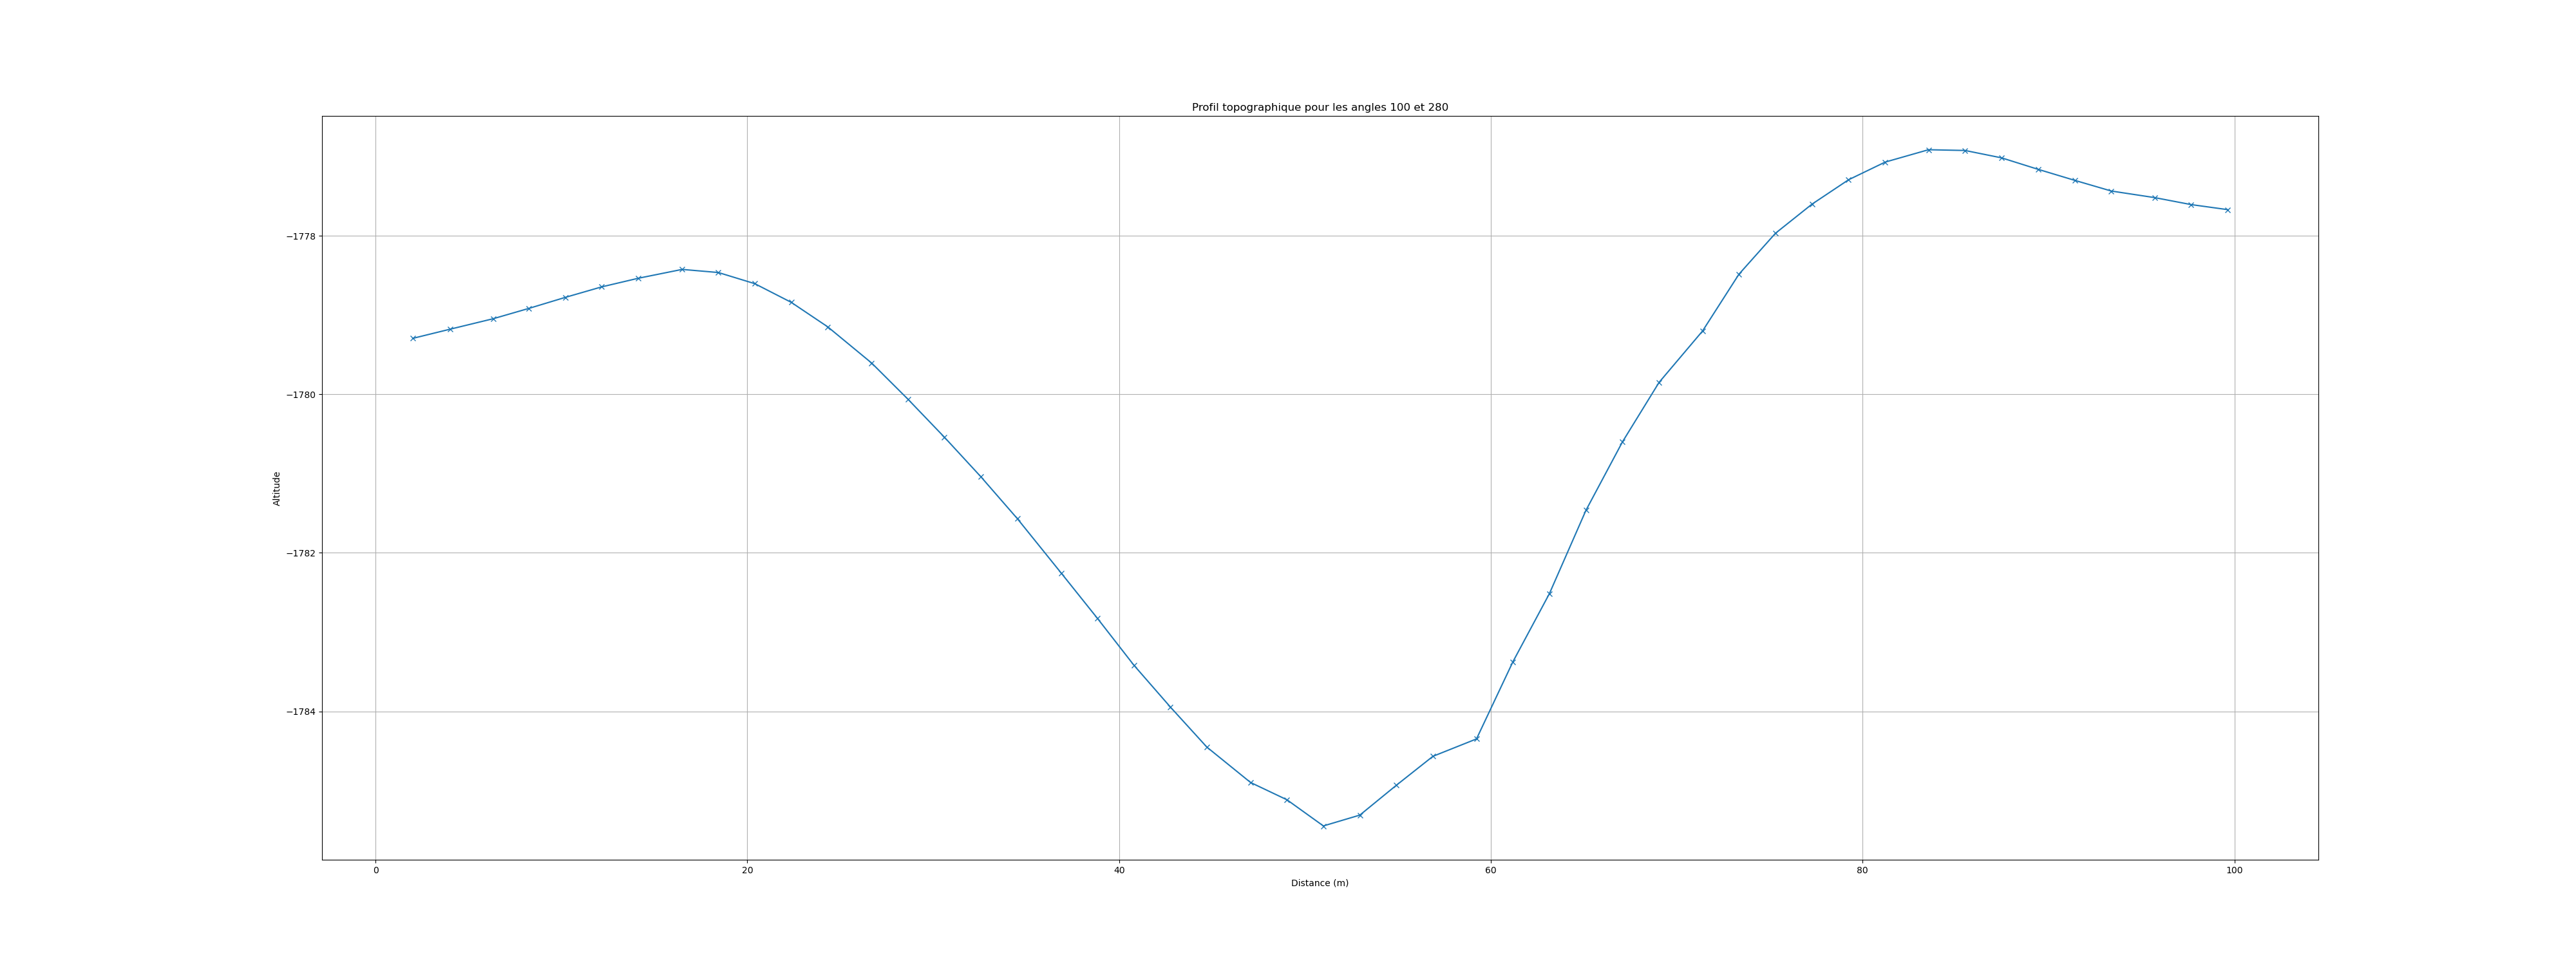 Profil topographique pour les angles 100 et 280
Altitude
−1778
−1780
−1782
−1784
0 20 40 60 80 100
Distance (m)